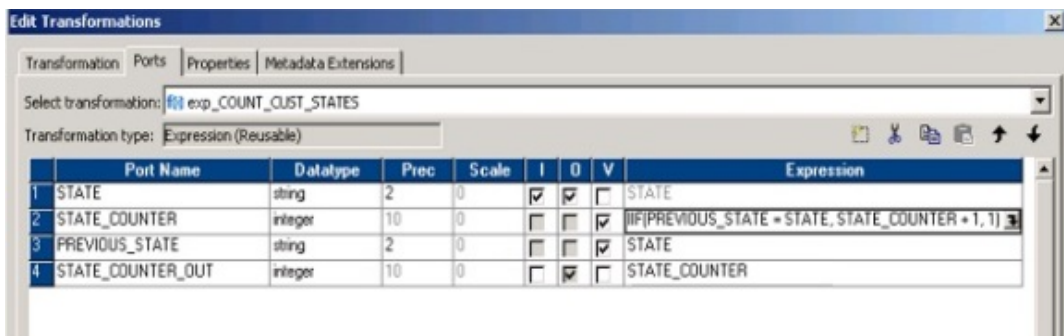 Edit Transformations
Transformation Ports Properties Metadata Extensions
Select transformation: f(x) exp_COUNT_CUST_STATES
Transformation type: Expression (Reusable)
Port Name Datatype Prec Scale I O V Expression
1 STATE string 2 0 STATE
2 STATE_COUNTER integer 10 0 IIF(PREVIOUS_STATE = STATE, STATE_COUNTER + 1, 1)
3 PREVIOUS_STATE string 2 0 STATE
4 STATE_COUNTER_OUT integer 10 0 STATE_COUNTER